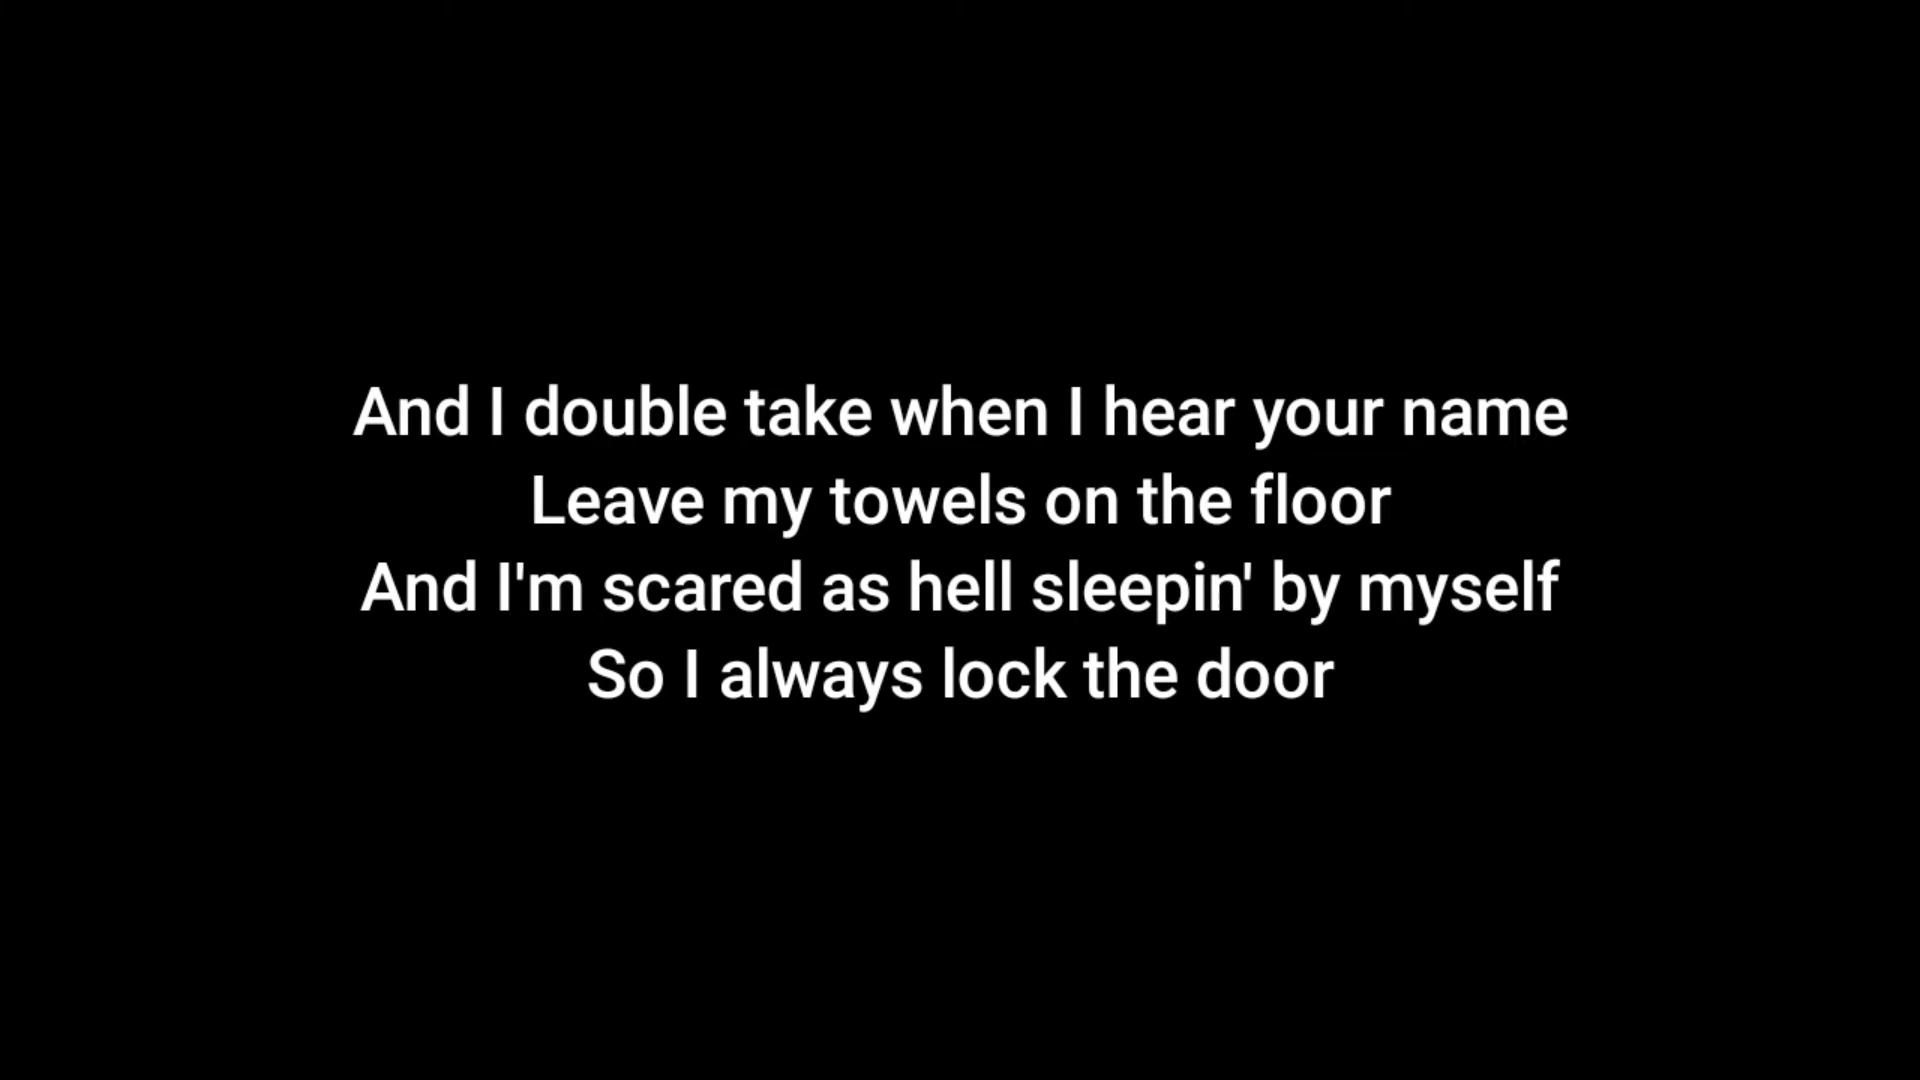 And I double take when I hear your name
Leave my towels on the floor
And I'm scared as hell sleepin' by myself
So I always lock the door